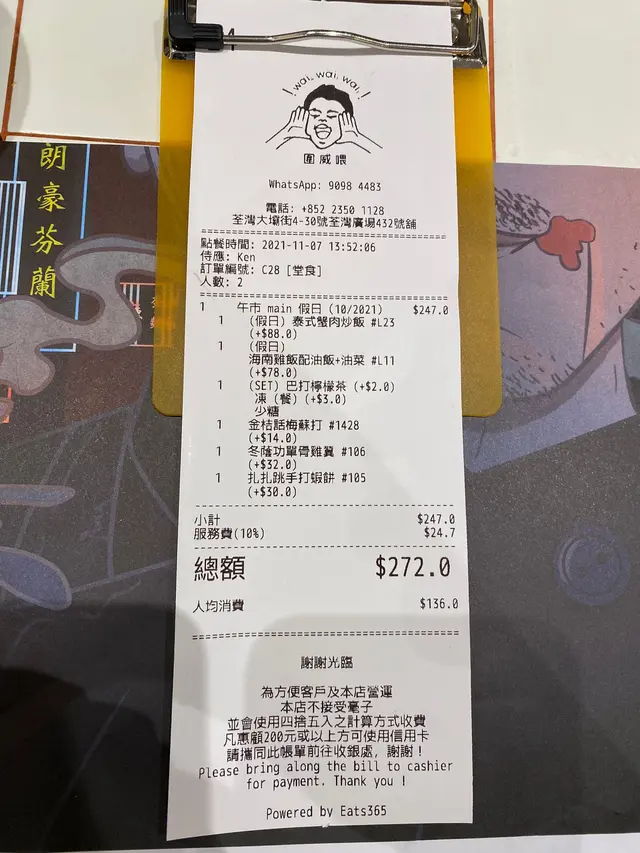 朗豪芬蘭
wai, wai, wai,
圍威喂
WhatsApp: 9098 4483
電話: +852 2350 1128
荃灣大壩街4-30號荃灣廣場432號舖
點餐時間: 2021-11-07 13:52:06
侍應: Ken
訂單編號: C28 [堂食]
人數: 2
1 午市 main 假日 (10/2021) $247.0
1 (假日) 泰式蟹肉炒飯 #L23
(+$88.0)
1 (假日)
海南雞飯配油飯+油菜 #L11
(+$78.0)
1 (SET) 巴打檸檬茶 (+$2.0)
凍 (餐) (+$3.0)
少糖
1 金桔話梅蘇打 #1428
(+$14.0)
1 冬蔭功單骨雞翼 #106
(+$32.0)
1 扎扎跳手打蝦餅 #105
(+$30.0)
小計 $247.0
服務費(10%) $24.7
總額 $272.0
人均消費 $136.0
謝謝光臨
為方便客戶及本店營運
本店不接受毫子
並會使用四捨五入之計算方式收費
凡惠顧200元或以上方可使用信用卡
請攜同此帳單前往收銀處, 謝謝！
Please bring along the bill to cashier
for payment. Thank you !
Powered by Eats365